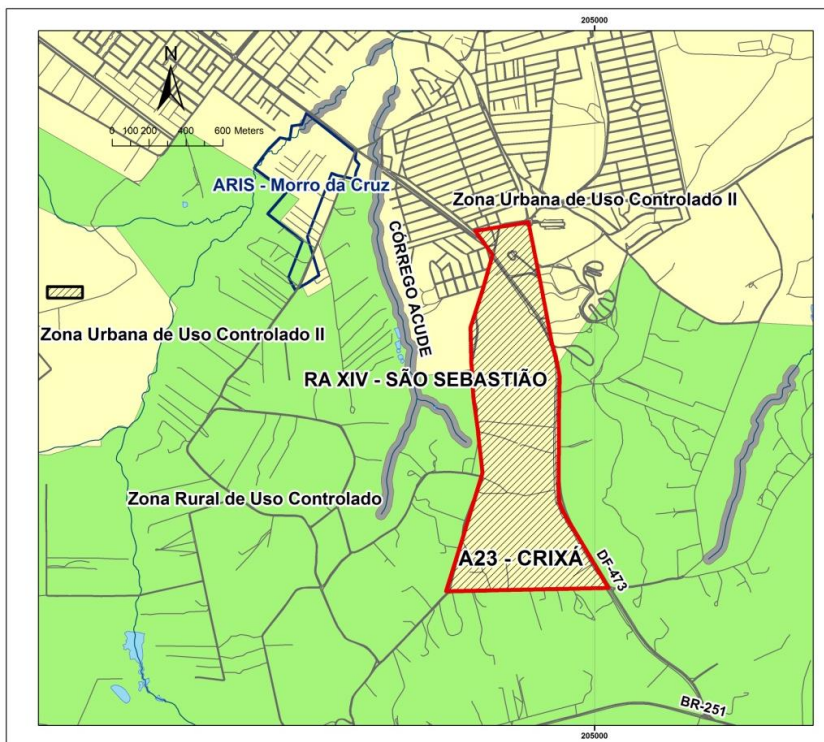 205000
N
0 100 200 400 600 Meters
ARIS - Morro da Cruz
Zona Urbana de Uso Controlado II
CÓRREGO ACUDE
Zona Urbana de Uso Controlado II
RA XIV - SÃO SEBASTIÃO
Zona Rural de Uso Controlado
A23 - CRIXÁ
DF-473
BR-251
205000